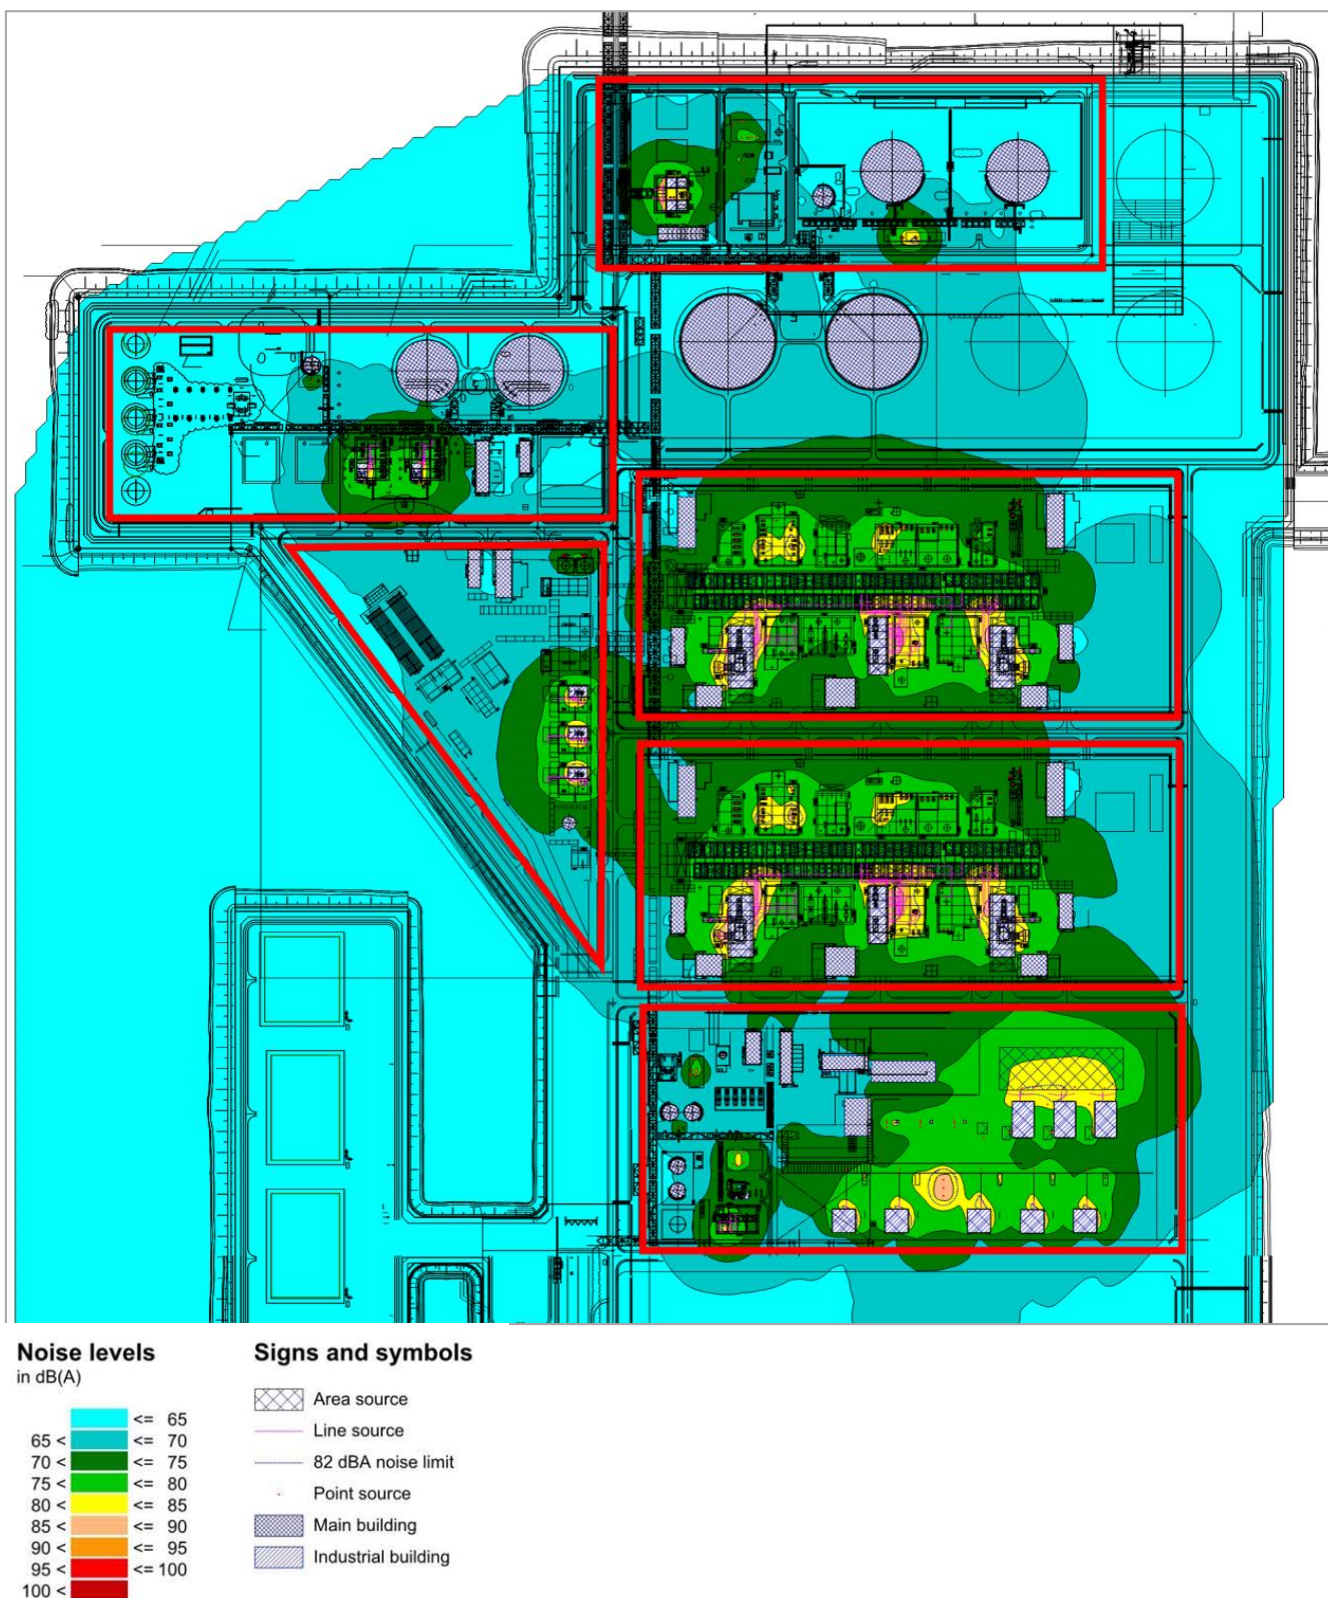 Noise levels
in dB(A)
<= 65
65 < <= 70
70 < <= 75
75 < <= 80
80 < <= 85
85 < <= 90
90 < <= 95
95 < <= 100
100 <
Signs and symbols
Area source
Line source
82 dBA noise limit
Point source
Main building
Industrial building